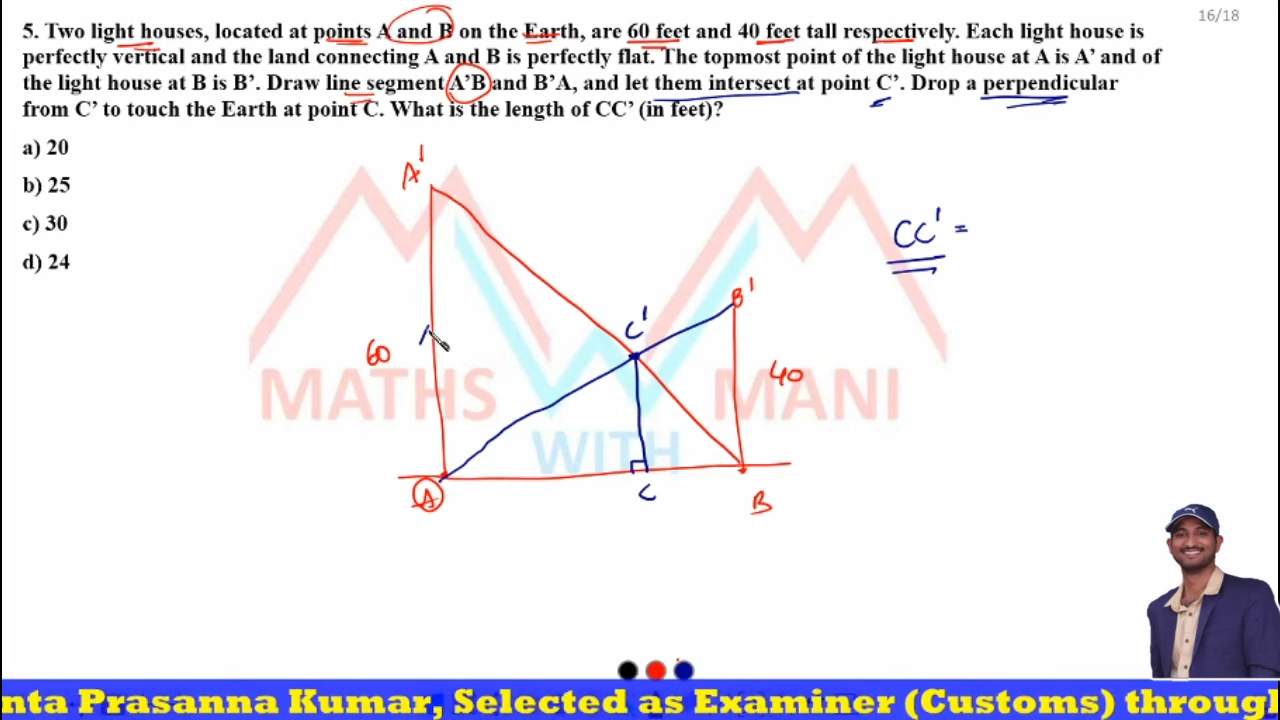 16/18
5. Two light houses, located at points A and B on the Earth, are 60 feet and 40 feet tall respectively. Each light house is
perfectly vertical and the land connecting A and B is perfectly flat. The topmost point of the light house at A is A’ and of
the light house at B is B’. Draw line segment A’B and B’A, and let them intersect at point C’. Drop a perpendicular
from C’ to touch the Earth at point C. What is the length of CC’ (in feet)?
a) 20
b) 25
c) 30
d) 24
A'
CC' =
B'
C'
60
40
MATHS
MANI
WITH
A
C
B
nta Prasanna Kumar, Selected as Examiner (Customs) through